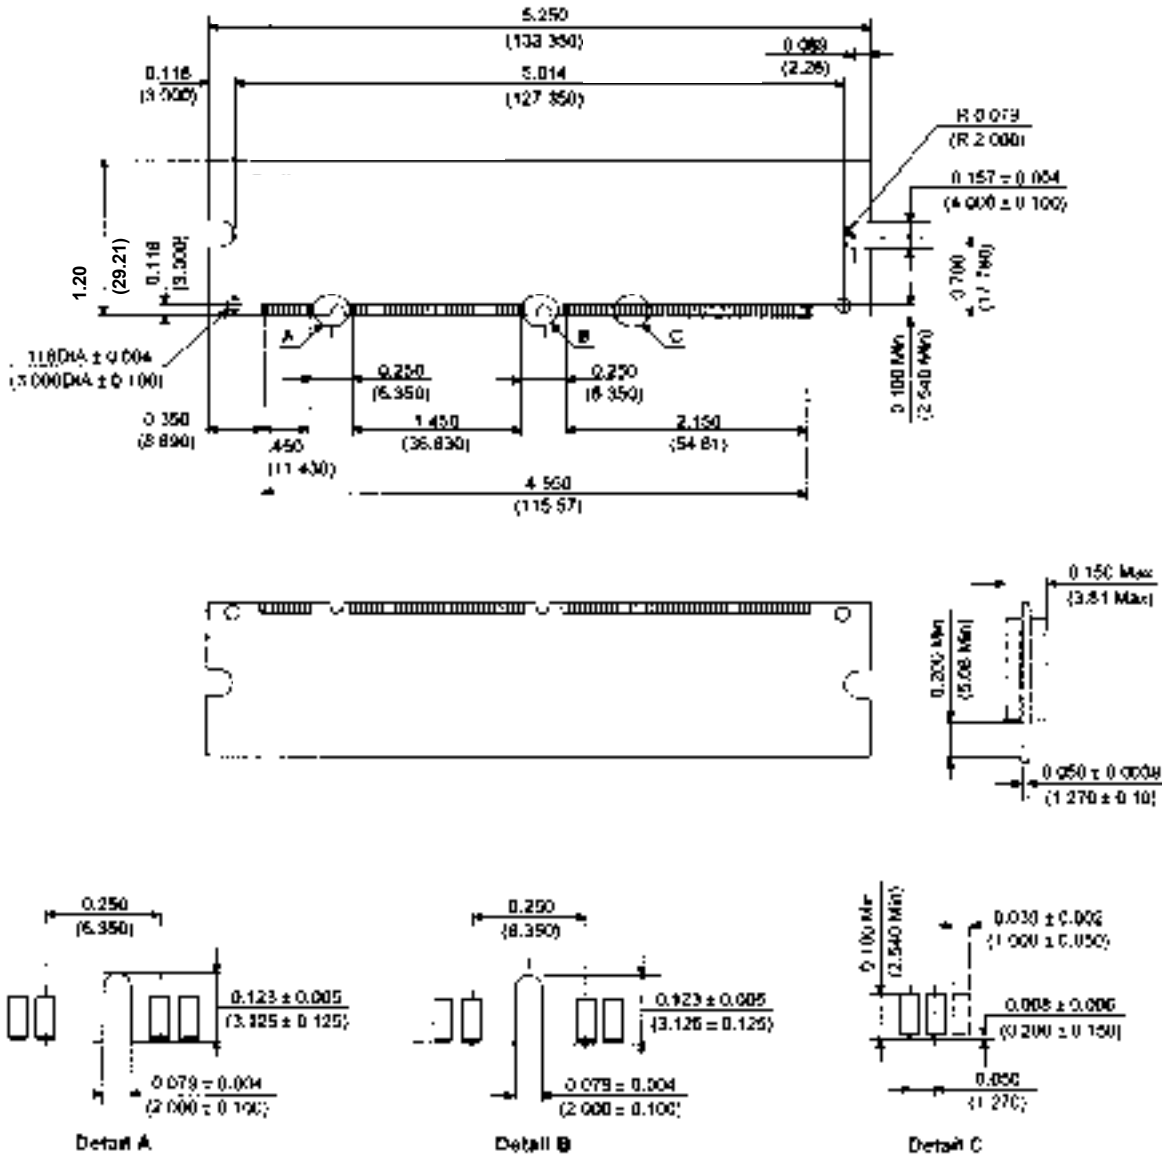 5.250
(133.350)
0.089
(2.26)
0.118
(3.000)
5.014
(127.350)
R 0.079
(R 2.000)
0.157 ± 0.004
(4.000 ± 0.100)
1.20
(29.21)
0.118
(3.000)
0.700
(17.780)
A
B
C
.118DIA ± 0.004
(3.000DIA ± 0.100)
0.250
(6.350)
0.250
(6.350)
0.100 Min
(2.540 Min)
0.350
(8.890)
.450
(11.430)
1.450
(36.830)
2.150
(54.61)
4.550
(115.57)
0.150 Max
(3.81 Max)
0.200 Min
(5.08 Min)
0.050 ± 0.0039
(1.270 ± 0.10)
0.250
(6.350)
0.123 ± 0.005
(3.125 ± 0.125)
0.079 ± 0.004
(2.000 ± 0.100)
Detail A
0.250
(6.350)
0.123 ± 0.005
(3.125 ± 0.125)
0.079 ± 0.004
(2.000 ± 0.100)
Detail B
0.100 Min
(2.540 Min)
0.039 ± 0.002
(1.000 ± 0.050)
0.008 ± 0.006
(0.200 ± 0.150)
0.050
(1.270)
Detail C